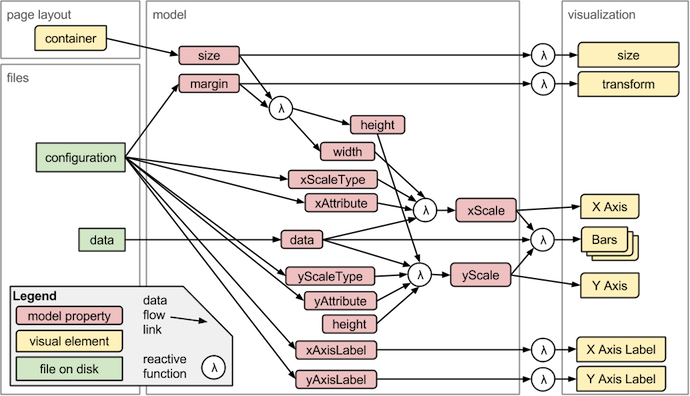 page layout
model
visualization
container
size
λ
size
margin
λ
transform
files
λ
height
configuration
width
xScaleType
xAttribute
λ
xScale
X Axis
data
data
λ
Bars
yScaleType
λ
yScale
Y Axis
yAttribute
height
xAxisLabel
λ
X Axis Label
yAxisLabel
λ
Y Axis Label
Legend
model property
visual element
file on disk
data
flow
link
reactive
function
λ